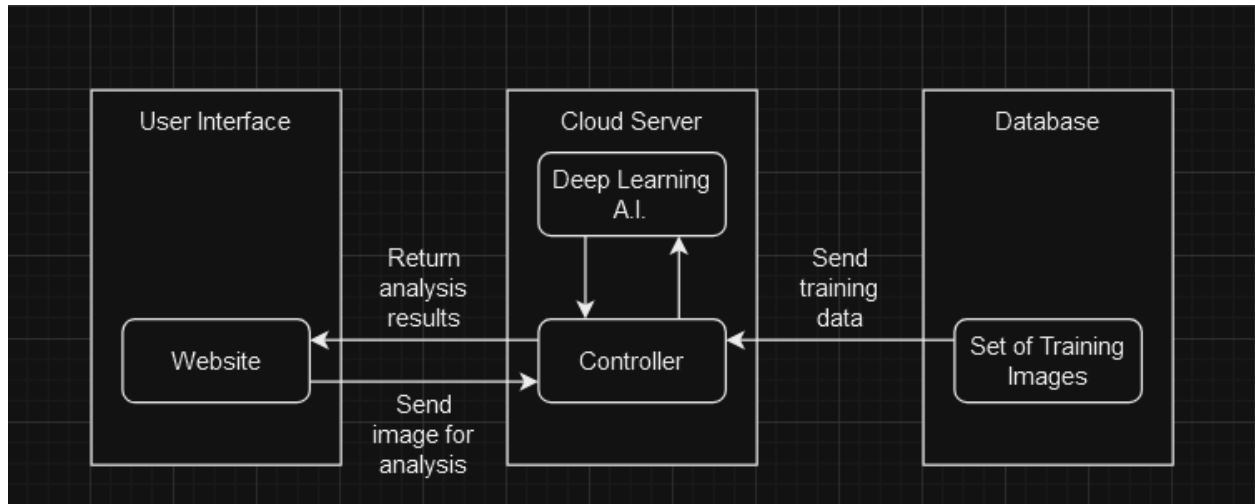 User Interface
Cloud Server
Database
Deep Learning
A.I.
Return
analysis
results
Send
training
data
Website
Controller
Set of Training
Images
Send
image for
analysis